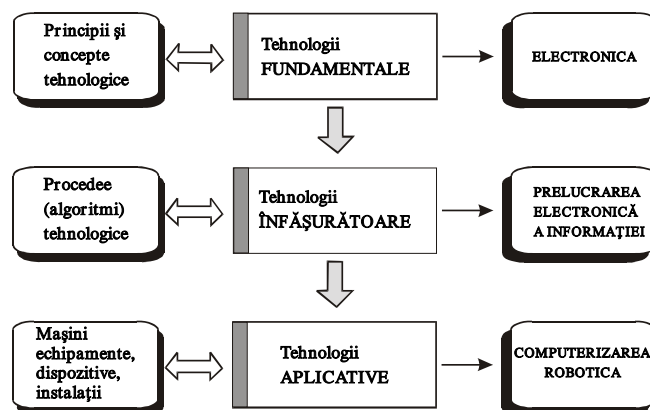 Principii şi
concepte
tehnologice
Tehnologii
FUNDAMENTALE
ELECTRONICA
Procedee
(algoritmi)
tehnologice
Tehnologii
ÎNFĂŞURĂTOARE
PRELUCRAREA
ELECTRONICĂ
A INFORMAŢIEI
Maşini
echipamente,
dispozitive,
instalaţii
Tehnologii
APLICATIVE
COMPUTERIZAREA
ROBOTICA